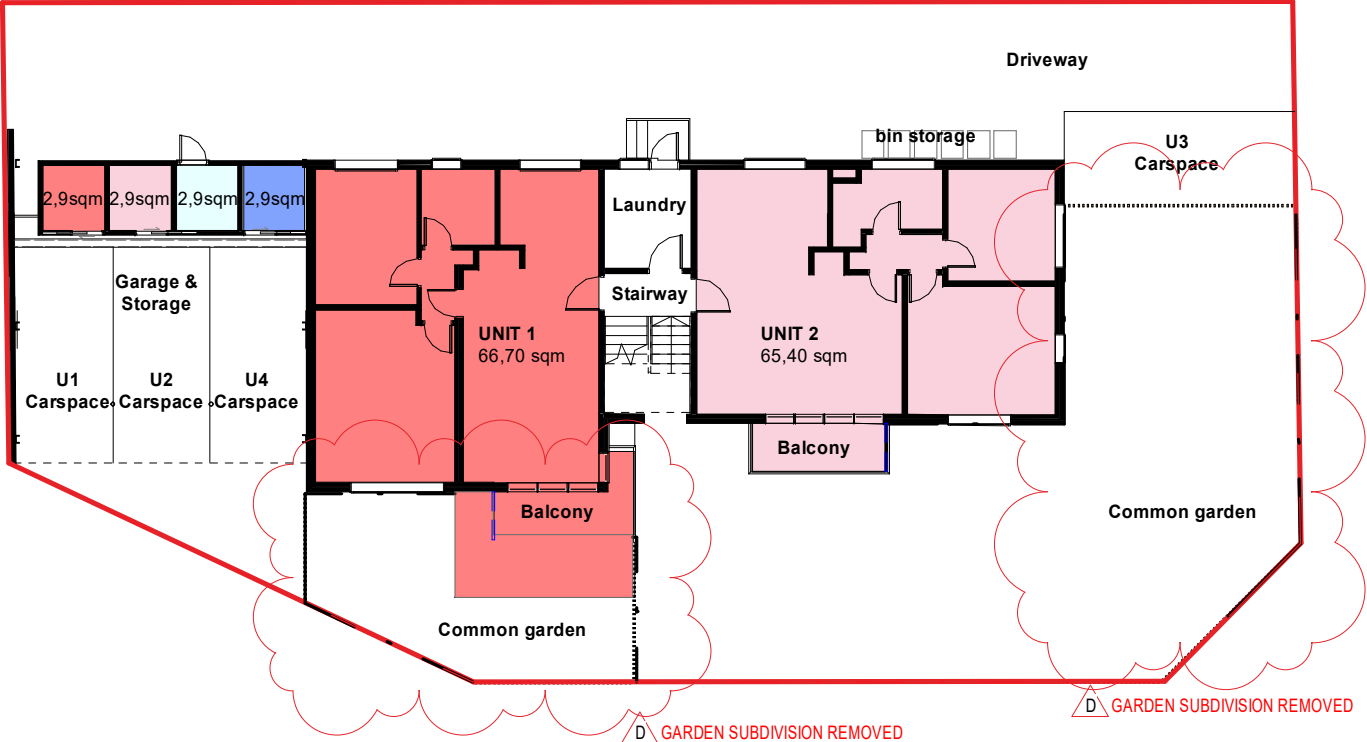 Driveway
bin storage
U3
Carspace
2,9sqm
2,9sqm
2,9sqm
2,9sqm
Laundry
Garage &
Storage
Stairway
UNIT 1
66,70 sqm
UNIT 2
65,40 sqm
U1
Carspace
U2
Carspace
U4
Carspace
Balcony
Balcony
Common garden
Common garden
D GARDEN SUBDIVISION REMOVED
D GARDEN SUBDIVISION REMOVED